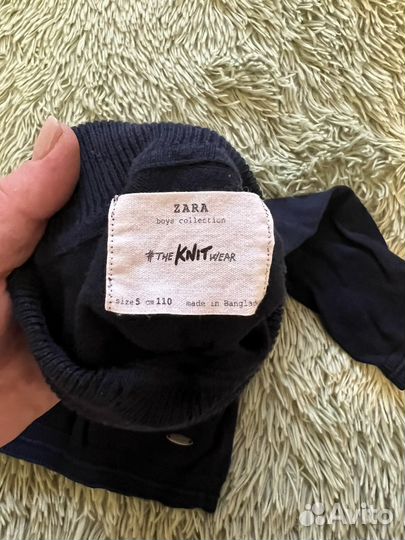 ZARA
boys collection
#THE KNIT WEAR
size 5 cm 110 made in Banglad
Avito